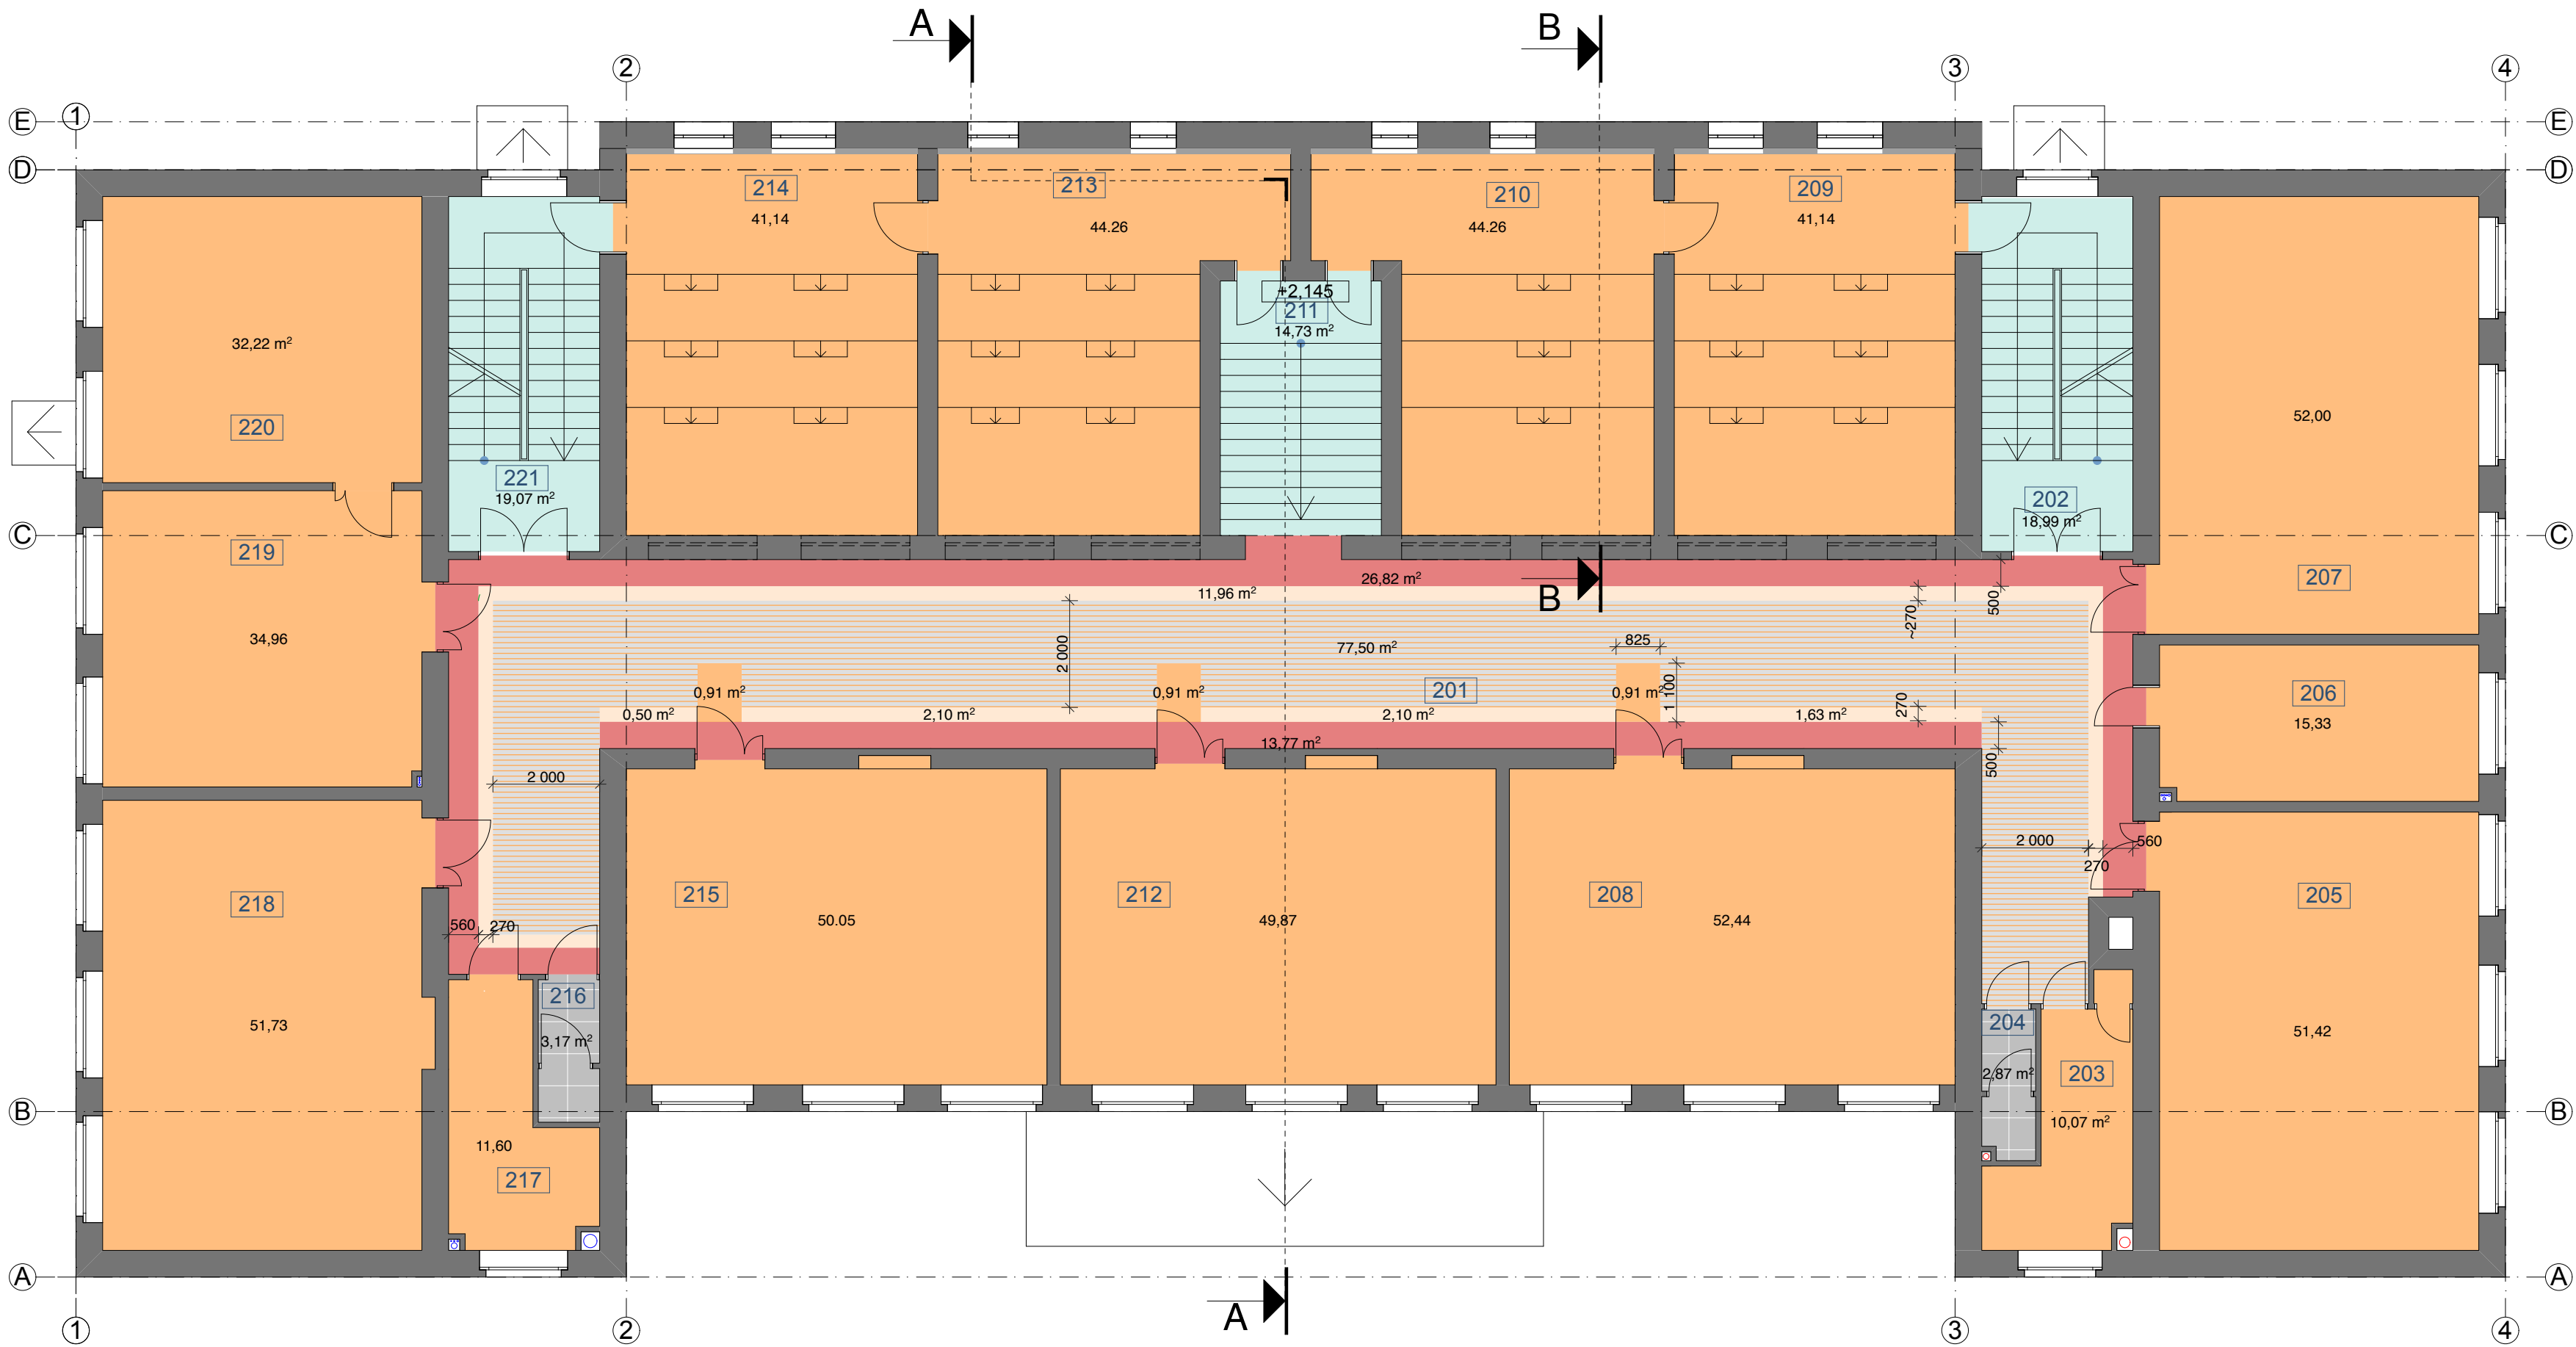 A
B
2
3
4
E
1
E
D
D
214
41,14
213
44.26
210
44.26
209
41,14
+2,145
211
14,73 m²
32,22 m²
220
52,00
221
19,07 m²
202
18,99 m²
C
C
219
34,96
207
26,82 m²
B
11,96 m²
500
~270
2 000
77,50 m²
825
201
1 100
0,91 m²
0,91 m²
0,91 m²
206
15,33
0,50 m²
2,10 m²
2,10 m²
270
1,63 m²
13,77 m²
500
2 000
2 000
560
270
218
215
50.05
212
49,87
208
52,44
205
560
270
216
3,17 m²
51,73
204
2,87 m²
203
10,07 m²
51,42
B
B
11,60
217
A
A
A
1
2
3
4